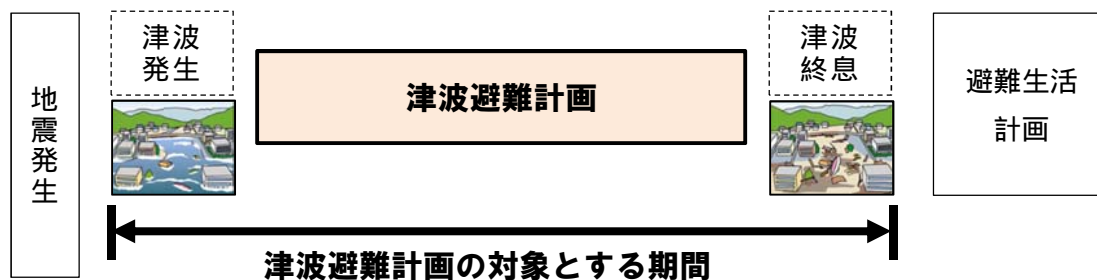 地震発生
津波
発生
津波避難計画
津波
終息
避難生活
計画
津波避難計画の対象とする期間